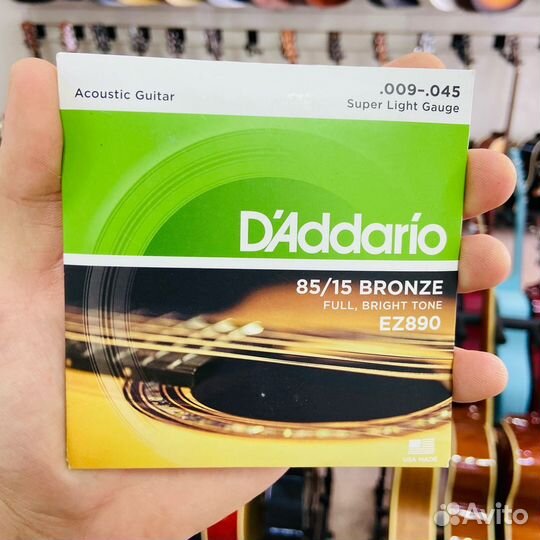 Acoustic Guitar
.009-.045
Super Light Gauge
D'Addario
85/15 BRONZE
FULL, BRIGHT TONE
EZ890
USA MADE
Avito